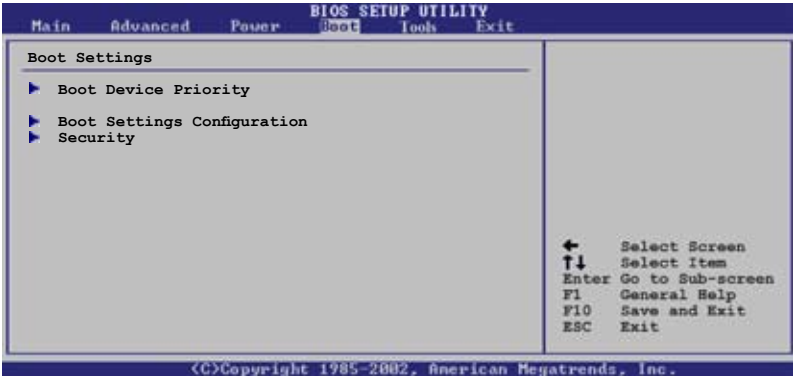 BIOS SETUP UTILITY
Main Advanced Power Boot Tools Exit
Boot Settings
Boot Device Priority
Boot Settings Configuration
Security
← Select Screen
↑↓ Select Item
Enter Go to Sub-screen
F1 General Help
F10 Save and Exit
ESC Exit
(C)Copyright 1985-2002, American Megatrends, Inc.